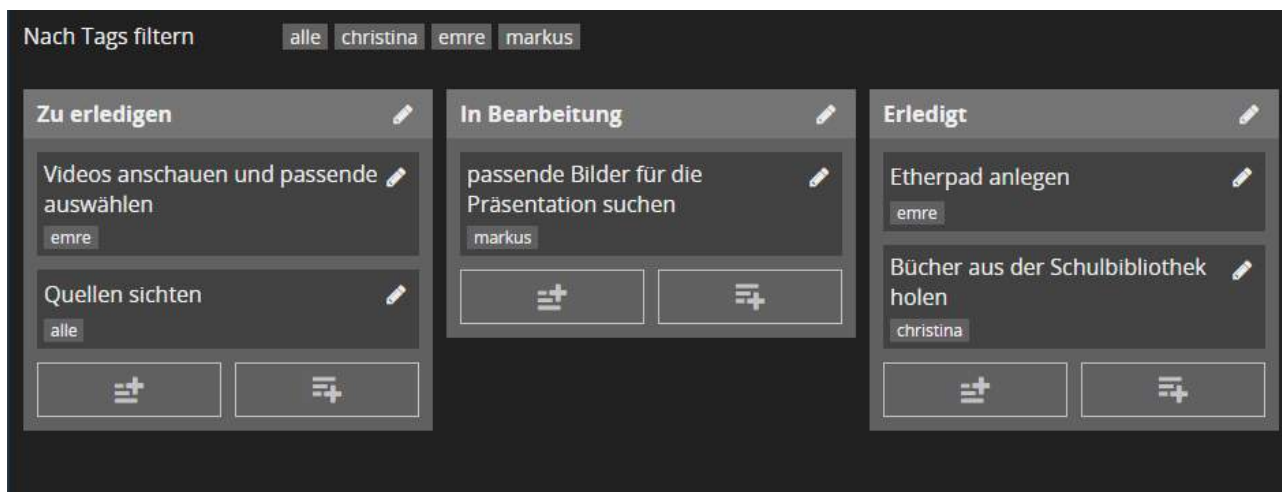 Nach Tags filtern alle christina emre markus
Zu erledigen
Videos anschauen und passende
auswählen
emre
Quellen sichten
alle
In Bearbeitung
passende Bilder für die
Präsentation suchen
markus
Erledigt
Etherpad anlegen
emre
Bücher aus der Schulbibliothek
holen
christina